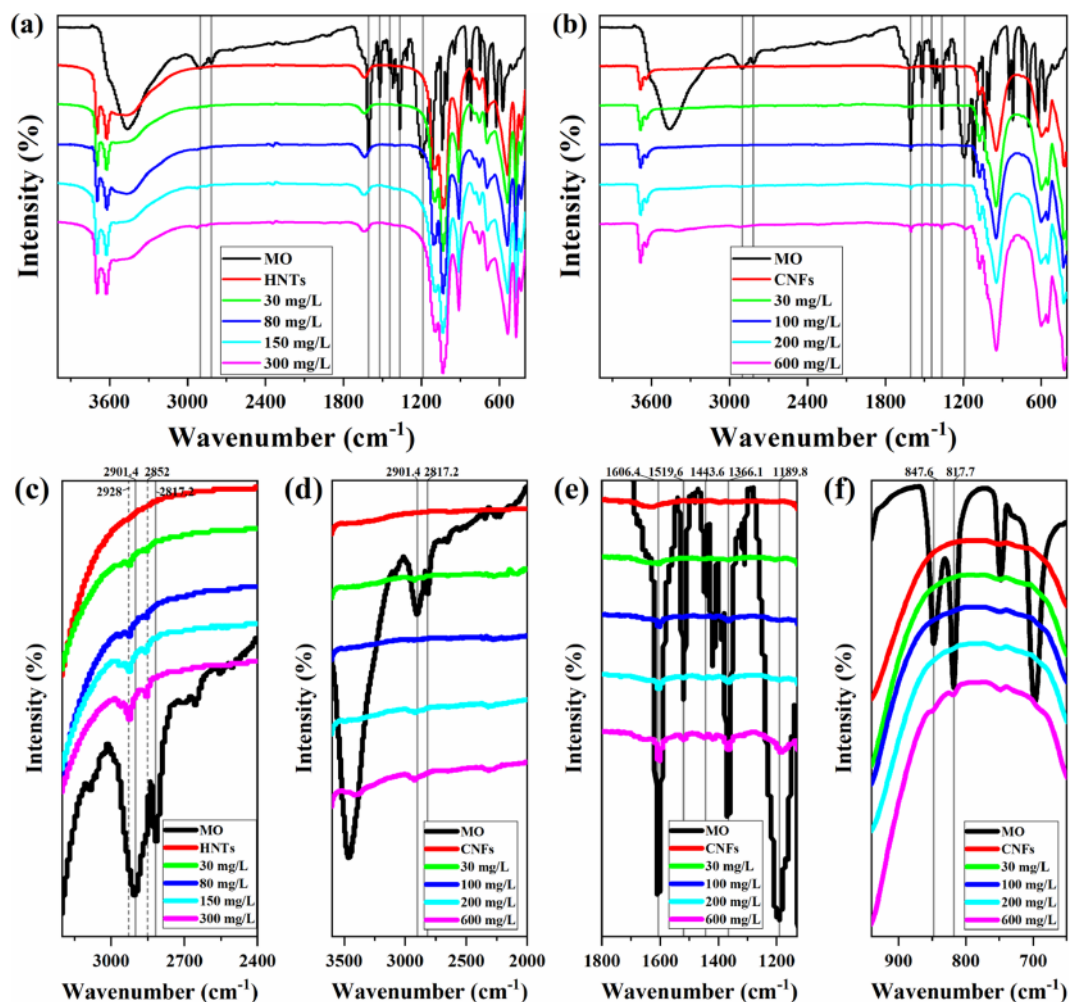 (a)
Intensity (%)
MO
HNTs
30 mg/L
80 mg/L
150 mg/L
300 mg/L
3600 3000 2400 1800 1200 600
Wavenumber (cm-1)
(b)
Intensity (%)
MO
CNFs
30 mg/L
100 mg/L
200 mg/L
600 mg/L
3600 3000 2400 1800 1200 600
Wavenumber (cm-1)
(c)
2901.4 2852
2928 2817.2
Intensity (%)
MO
HNTs
30 mg/L
80 mg/L
150 mg/L
300 mg/L
3000 2700 2400
Wavenumber (cm-1)
(d)
2901.4 2817.2
Intensity (%)
MO
CNFs
30 mg/L
100 mg/L
200 mg/L
600 mg/L
3500 3000 2500 2000
Wavenumber (cm-1)
(e)
1606.4 1519.6 1443.6 1366.1 1189.8
Intensity (%)
MO
CNFs
30 mg/L
100 mg/L
200 mg/L
600 mg/L
1800 1600 1400 1200
Wavenumber (cm-1)
(f)
847.6 817.7
Intensity (%)
MO
CNFs
30 mg/L
100 mg/L
200 mg/L
600 mg/L
900 800 700
Wavenumber (cm-1)